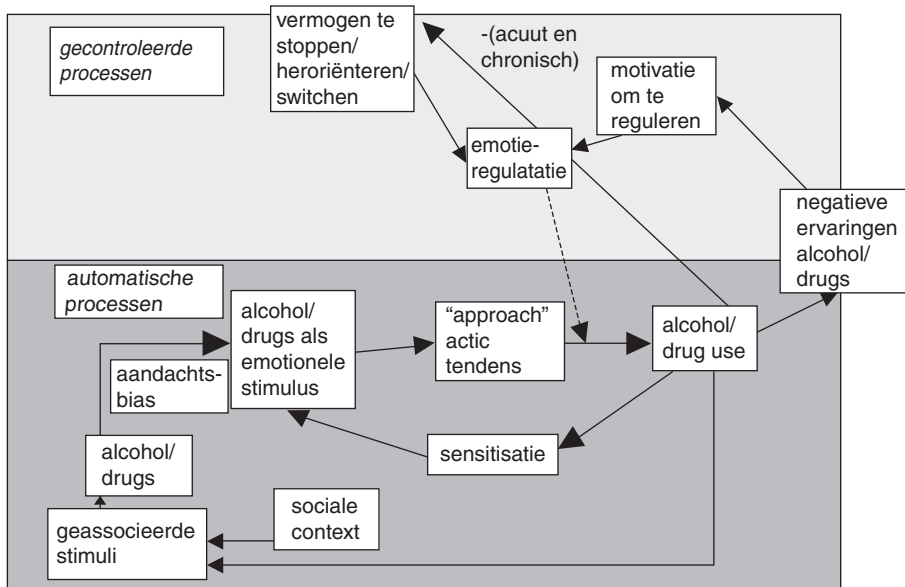 gecontroleerde
processen
vermogen te
stoppen/
heroriënteren/
switchen
-(acuut en
chronisch)
motivatie
om te
reguleren
emotie-
regulatatie
negatieve
ervaringen
alcohol/
drugs
automatische
processen
alcohol/
drugs als
emotionele
stimulus
“approach”
actic
tendens
alcohol/
drug use
aandachts-
bias
sensitisatie
alcohol/
drugs
sociale
context
geassocieerde
stimuli